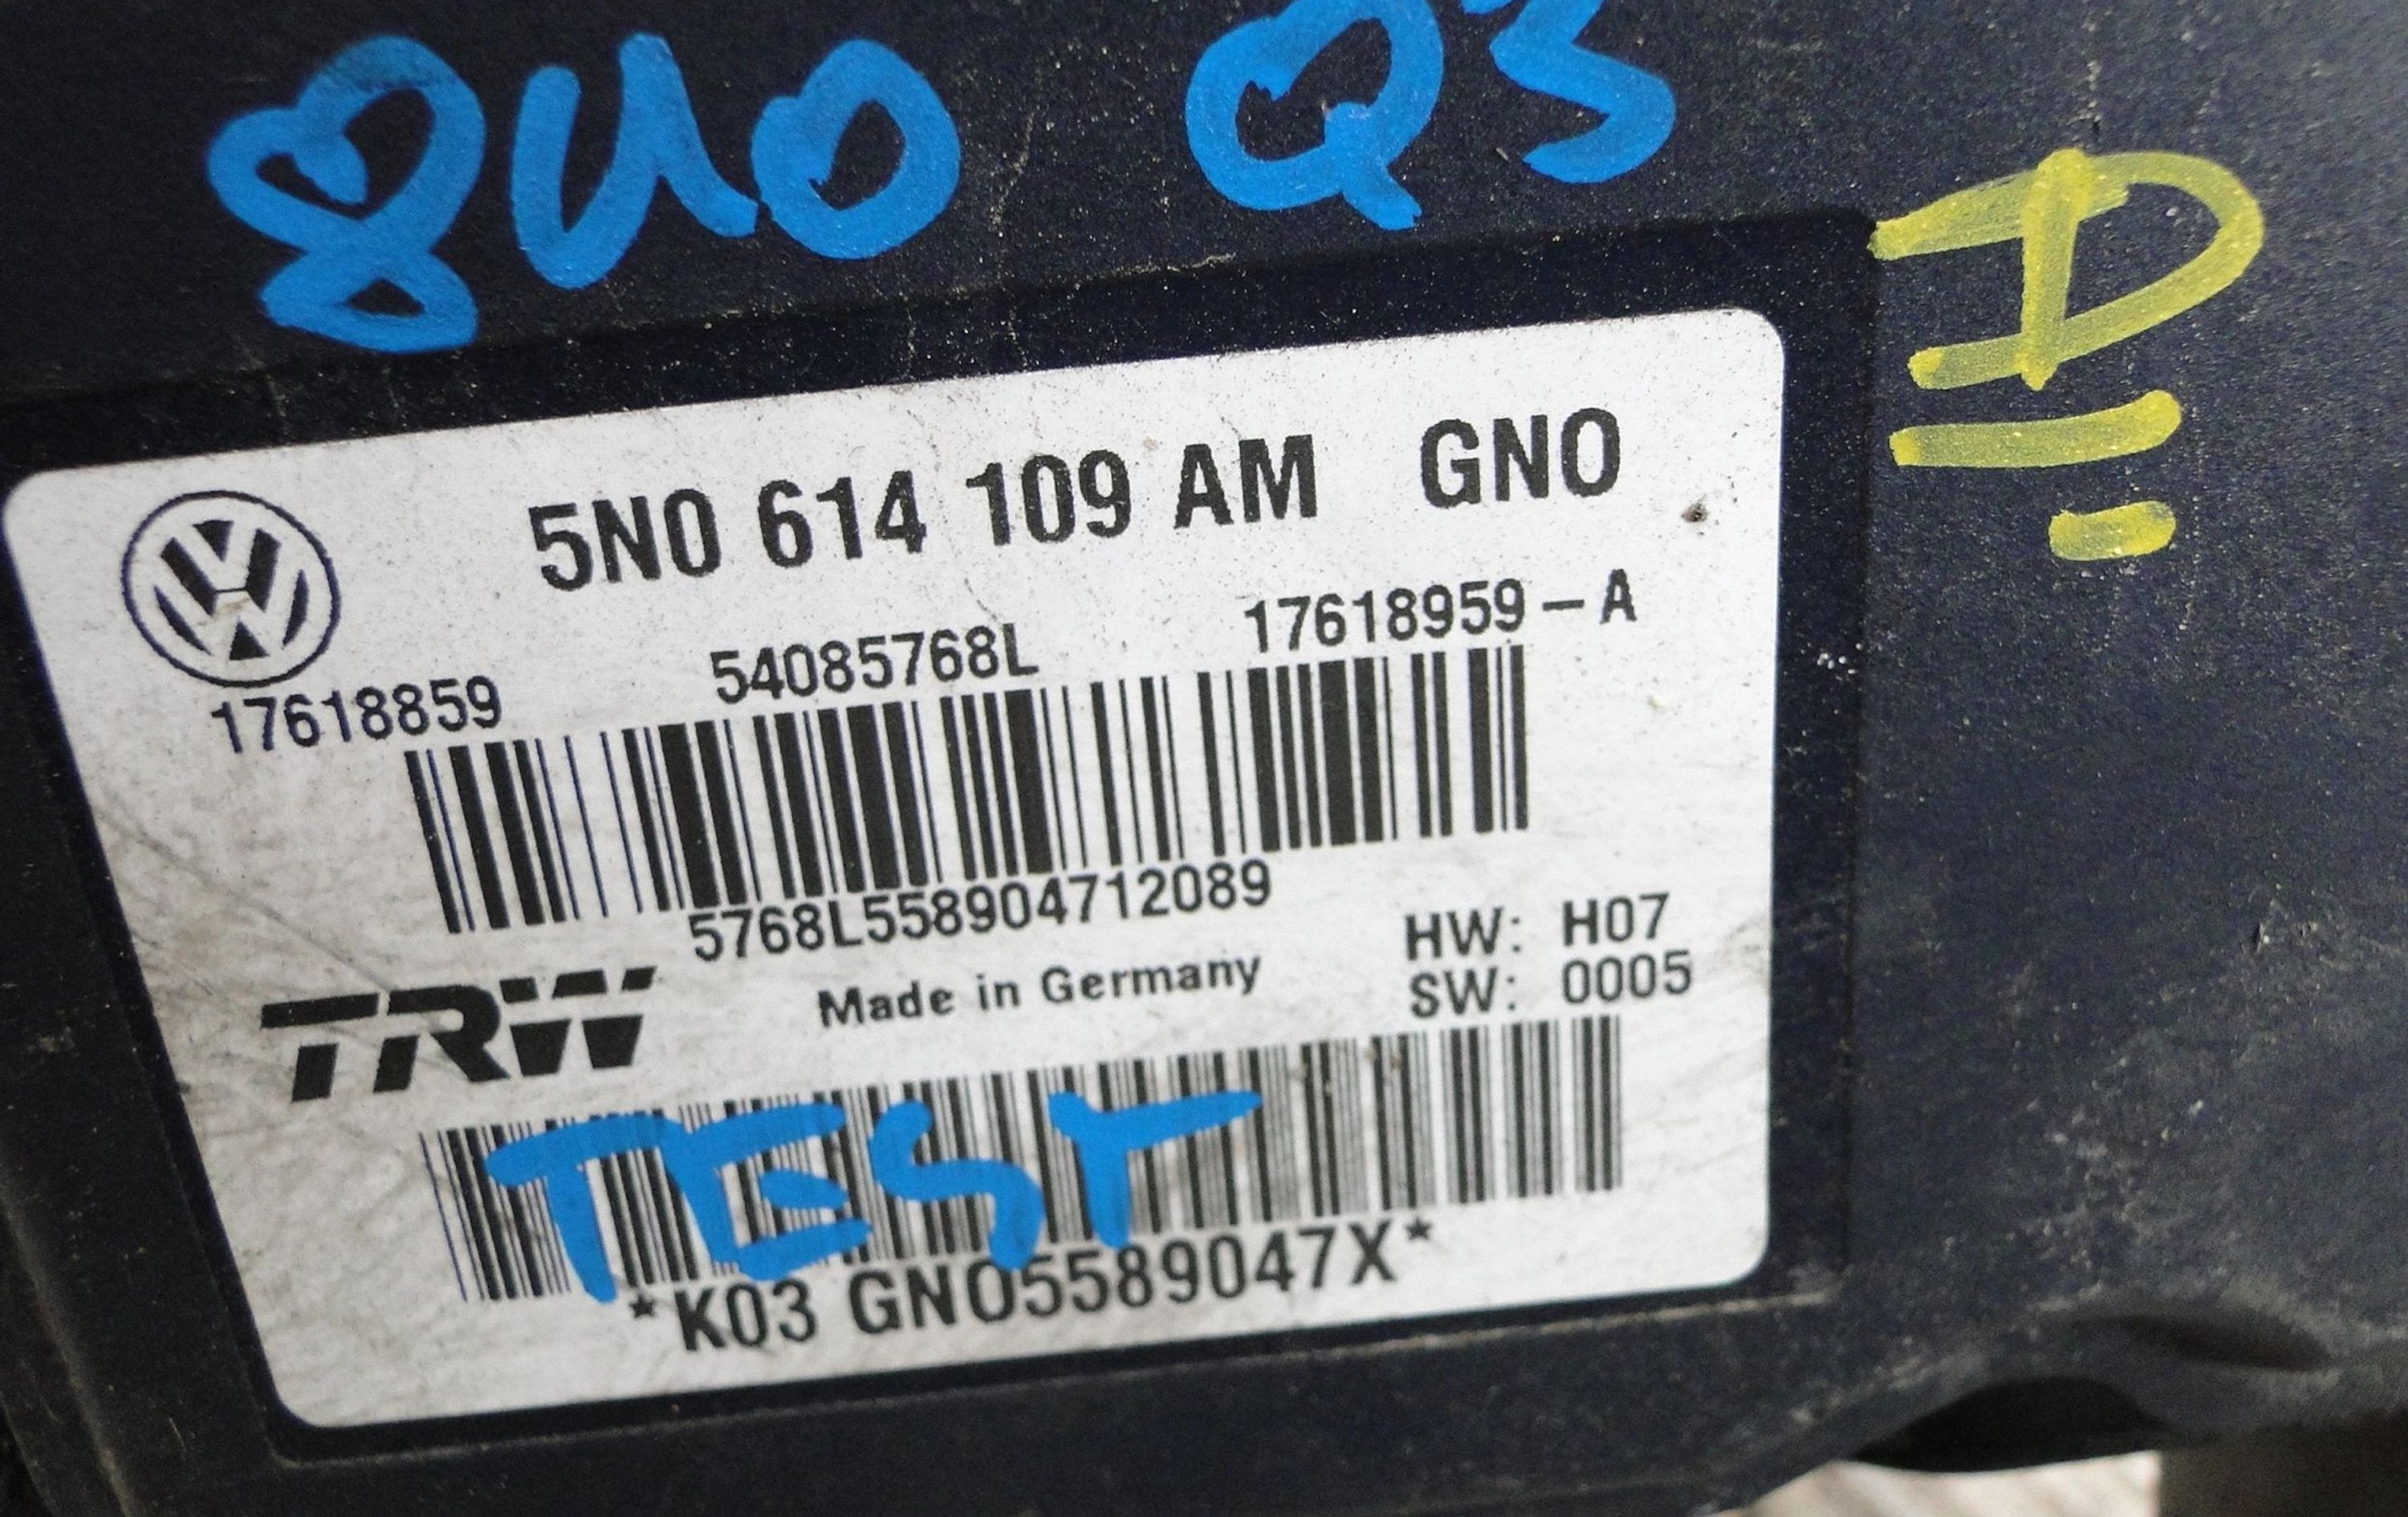 8U0 Q3
D
5N0 614 109 AM GNO
17618859 54085768L 17618959-A
5768L558904712089
TRW Made in Germany
HW: H07
SW: 0005
TEST
*K03 GNO5589047X*